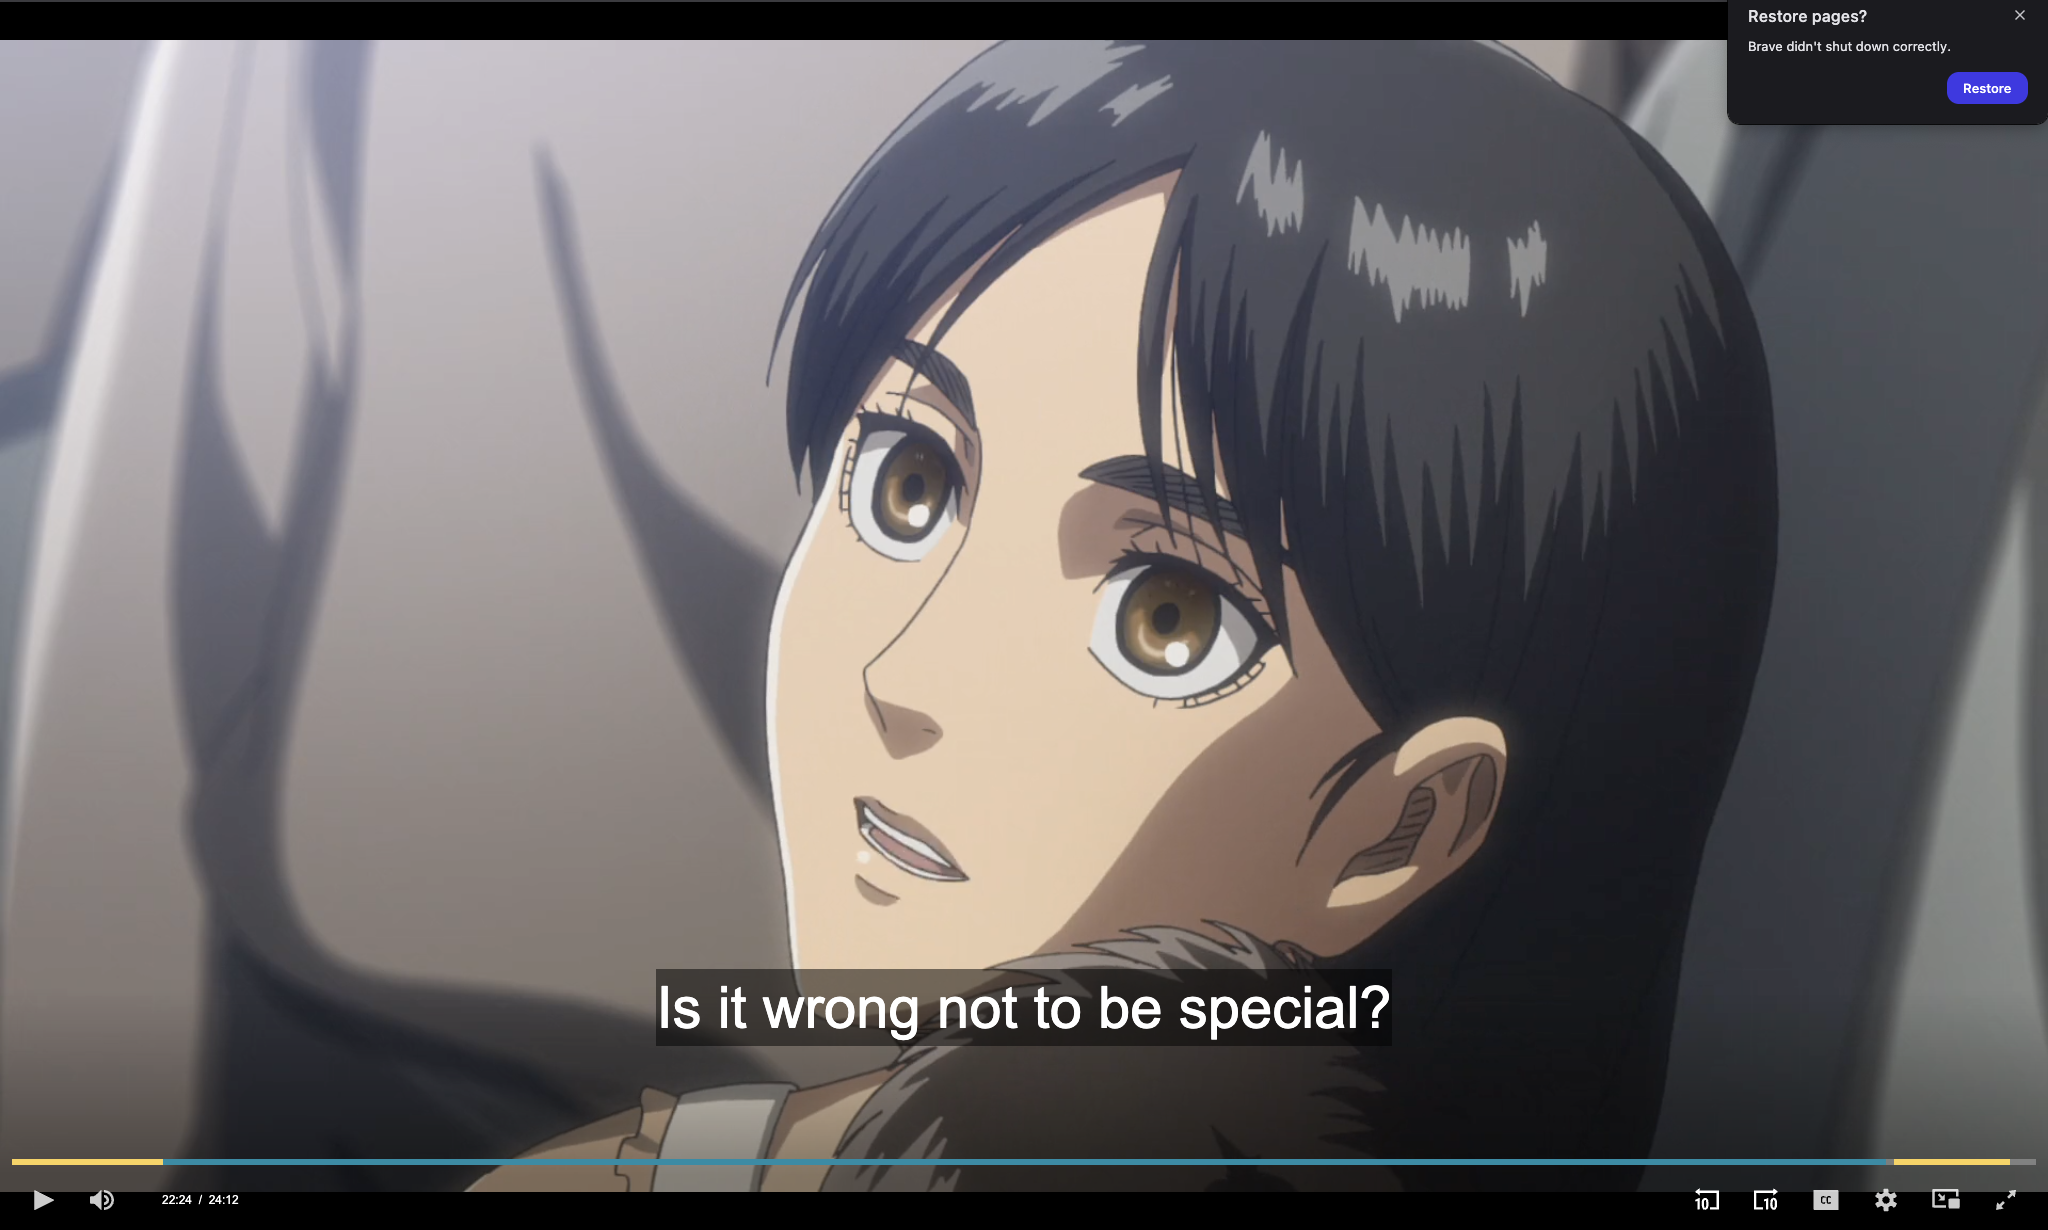 Restore pages?
Brave didn't shut down correctly.
Restore
Is it wrong not to be special?
22:24 / 24:12
10
10
CC